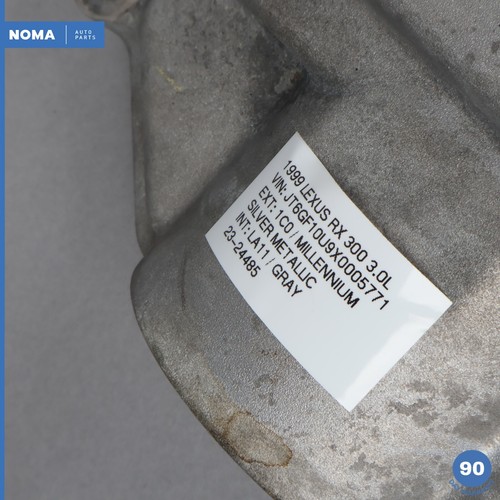 NOMA
AUTO
PARTS
1999 LEXUS RX 300 3.0L
VIN: JT6GF10U9X0005771
EXT: 1C0 / MILLENNIUM
SILVER METALLIC
INT: LA11 / GRAY
23-24485
90